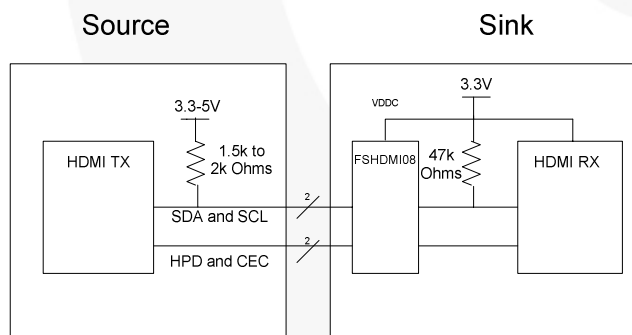 Source
Sink
3.3-5V
VDDC
3.3V
HDMI TX
1.5k to
2k Ohms
FSHDMI08
47k
Ohms
HDMI RX
2
SDA and SCL
2
HPD and CEC